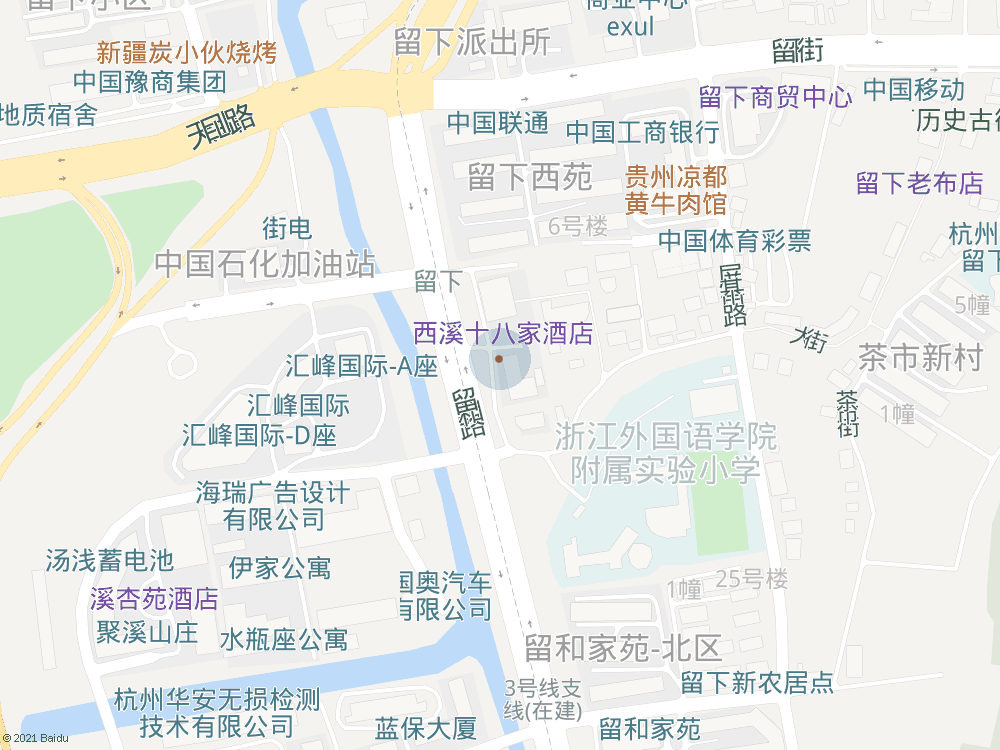 留下小区
商业中心
exul
新疆炭小伙烧烤
留下派出所
留街
中国豫商集团
中国移动
留下商贸中心
地质宿舍
天目山路
中国联通
中国工商银行
历史古街
留下西苑
贵州凉都
黄牛肉馆
留下老布店
6号楼
街电
中国体育彩票
杭州
留下
中国石化加油站
留下
屏基路
5幢
西溪十八家酒店
大街
茶市新村
汇峰国际-A座
汇峰国际
留和路
茶市街
1幢
汇峰国际-D座
浙江外国语学院
附属实验小学
海瑞广告设计
有限公司
汤浅蓄电池
伊家公寓
国奥汽车
有限公司
25号楼
1幢
溪杏苑酒店
聚溪山庄
水瓶座公寓
留和家苑-北区
3号线支
线(在建)
留下新农居点
杭州华安无损检测
技术有限公司
蓝保大厦
留和家苑
© 2021 Baidu